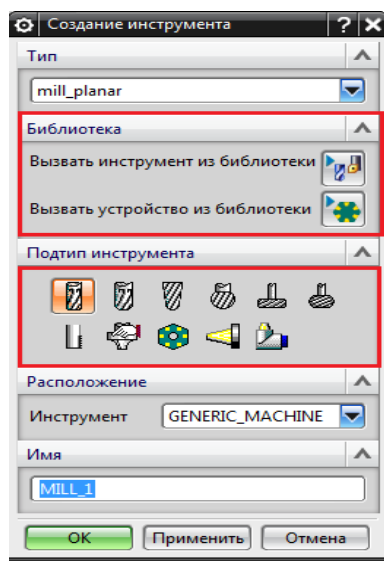 Создание инструмента ? X
Тип
mill_planar
Библиотека
Вызвать инструмент из библиотеки
Вызвать устройство из библиотеки
Подтип инструмента
Расположение
Инструмент GENERIC_MACHINE
Имя
MILL_1
OK Применить Отмена